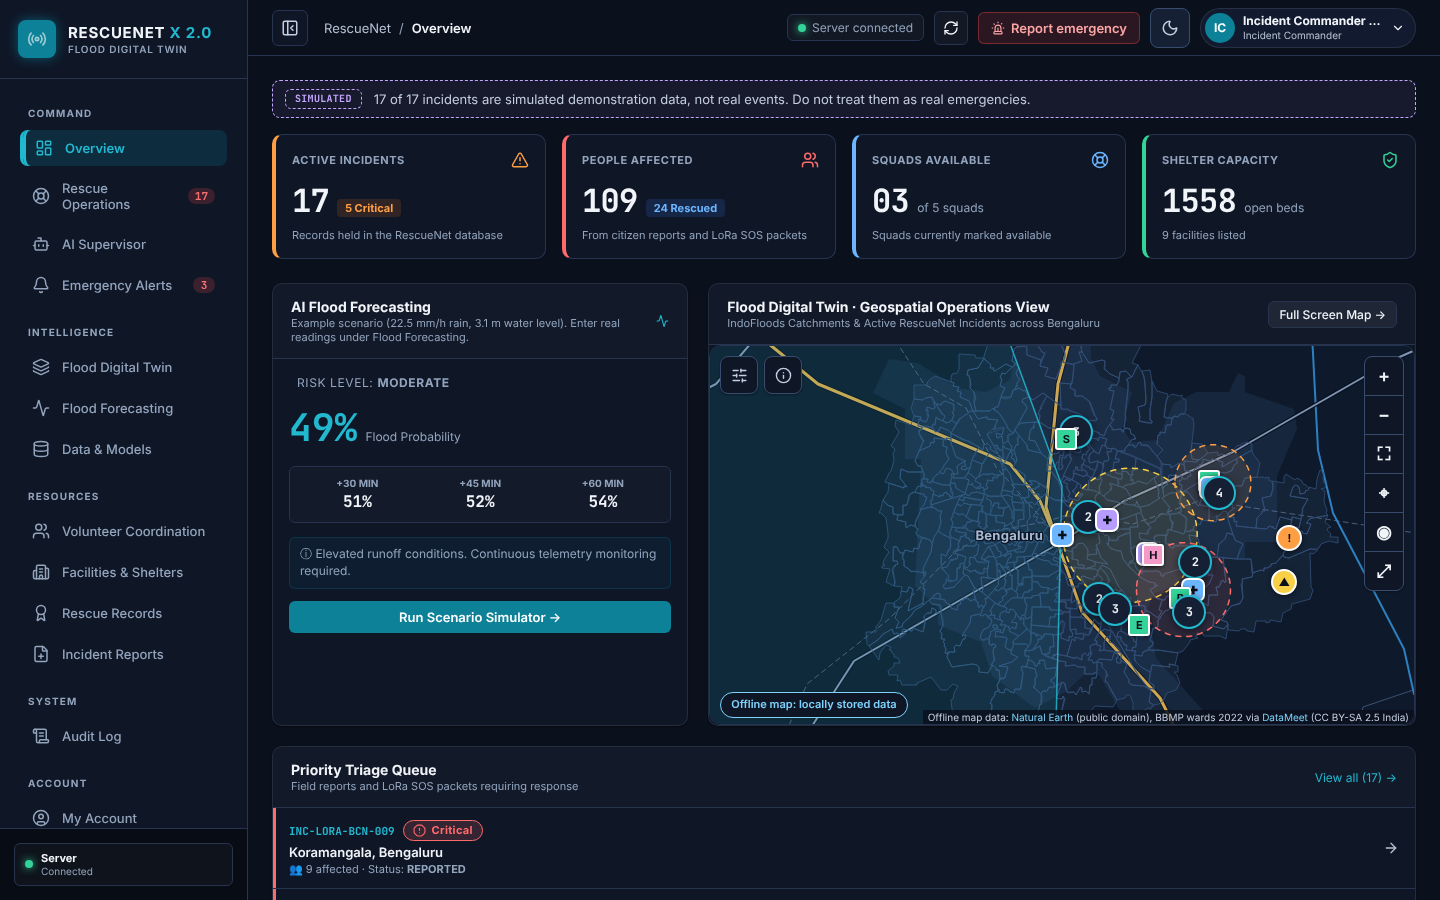 RESCUENET X 2.0
FLOOD DIGITAL TWIN
COMMAND
Overview
Rescue Operations 17
AI Supervisor
Emergency Alerts 3
INTELLIGENCE
Flood Digital Twin
Flood Forecasting
Data & Models
RESOURCES
Volunteer Coordination
Facilities & Shelters
Rescue Records
Incident Reports
SYSTEM
Audit Log
ACCOUNT
My Account
Server
Connected
RescueNet / Overview
Server connected
Report emergency
IC
Incident Commander ...
Incident Commander
SIMULATED 17 of 17 incidents are simulated demonstration data, not real events. Do not treat them as real emergencies.
ACTIVE INCIDENTS
17 5 Critical
Records held in the RescueNet database
PEOPLE AFFECTED
109 24 Rescued
From citizen reports and LoRa SOS packets
SQUADS AVAILABLE
03 of 5 squads
Squads currently marked available
SHELTER CAPACITY
1558 open beds
9 facilities listed
AI Flood Forecasting
Example scenario (22.5 mm/h rain, 3.1 m water level). Enter real
readings under Flood Forecasting.
RISK LEVEL: MODERATE
49% Flood Probability
+30 MIN +45 MIN +60 MIN
51% 52% 54%
ⓘ Elevated runoff conditions. Continuous telemetry monitoring
required.
Run Scenario Simulator →
Flood Digital Twin · Geospatial Operations View
IndoFloods Catchments & Active RescueNet Incidents across Bengaluru
Full Screen Map →
S
4
2
Bengaluru
!
H
2
2
3
3
E
Offline map: locally stored data
Offline map data: Natural Earth (public domain), BBMP wards 2022 via DataMeet (CC BY-SA 2.5 India)
Priority Triage Queue
Field reports and LoRa SOS packets requiring response
View all (17) →
INC-LORA-BCN-009 Critical
Koramangala, Bengaluru
9 affected · Status: REPORTED